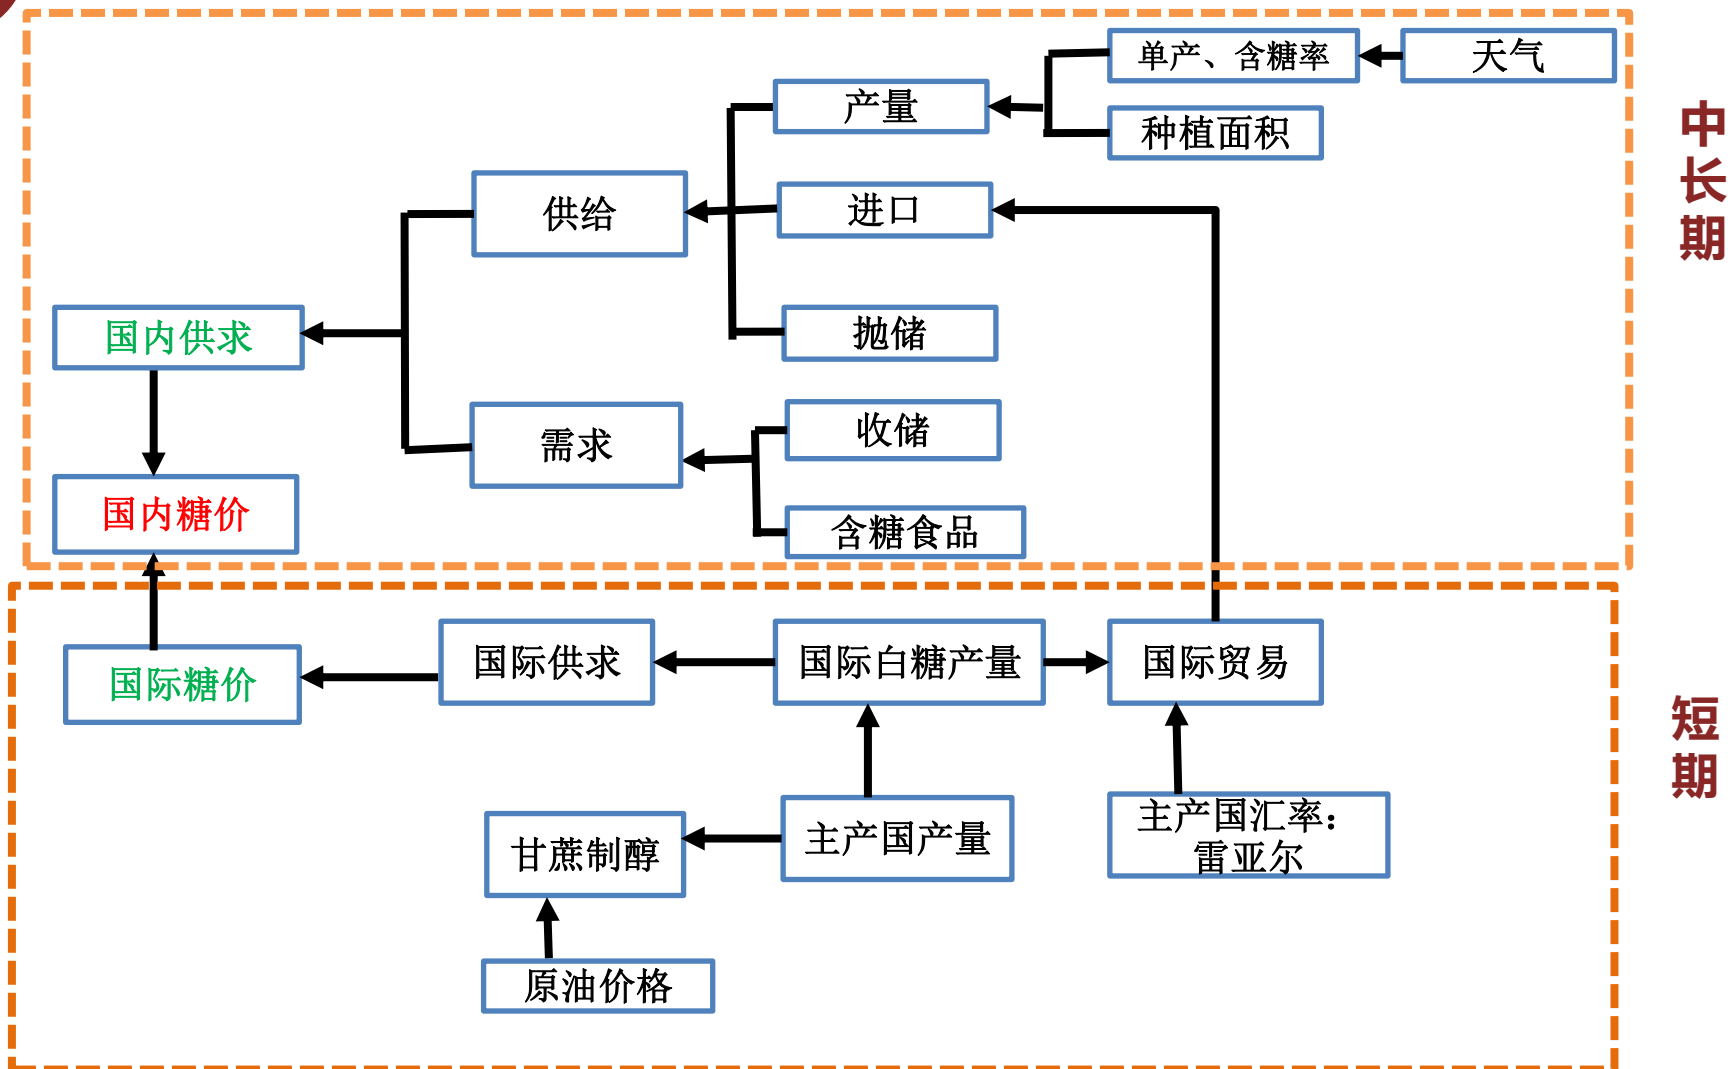 单产、含糖率
天气
产量
种植面积
供给
进口
国内供求
抛储
需求
收储
国内糖价
含糖食品
中
长
期
国际糖价
国际供求
国际白糖产量
国际贸易
甘蔗制醇
主产国产量
主产国汇率：
雷亚尔
原油价格
短
期